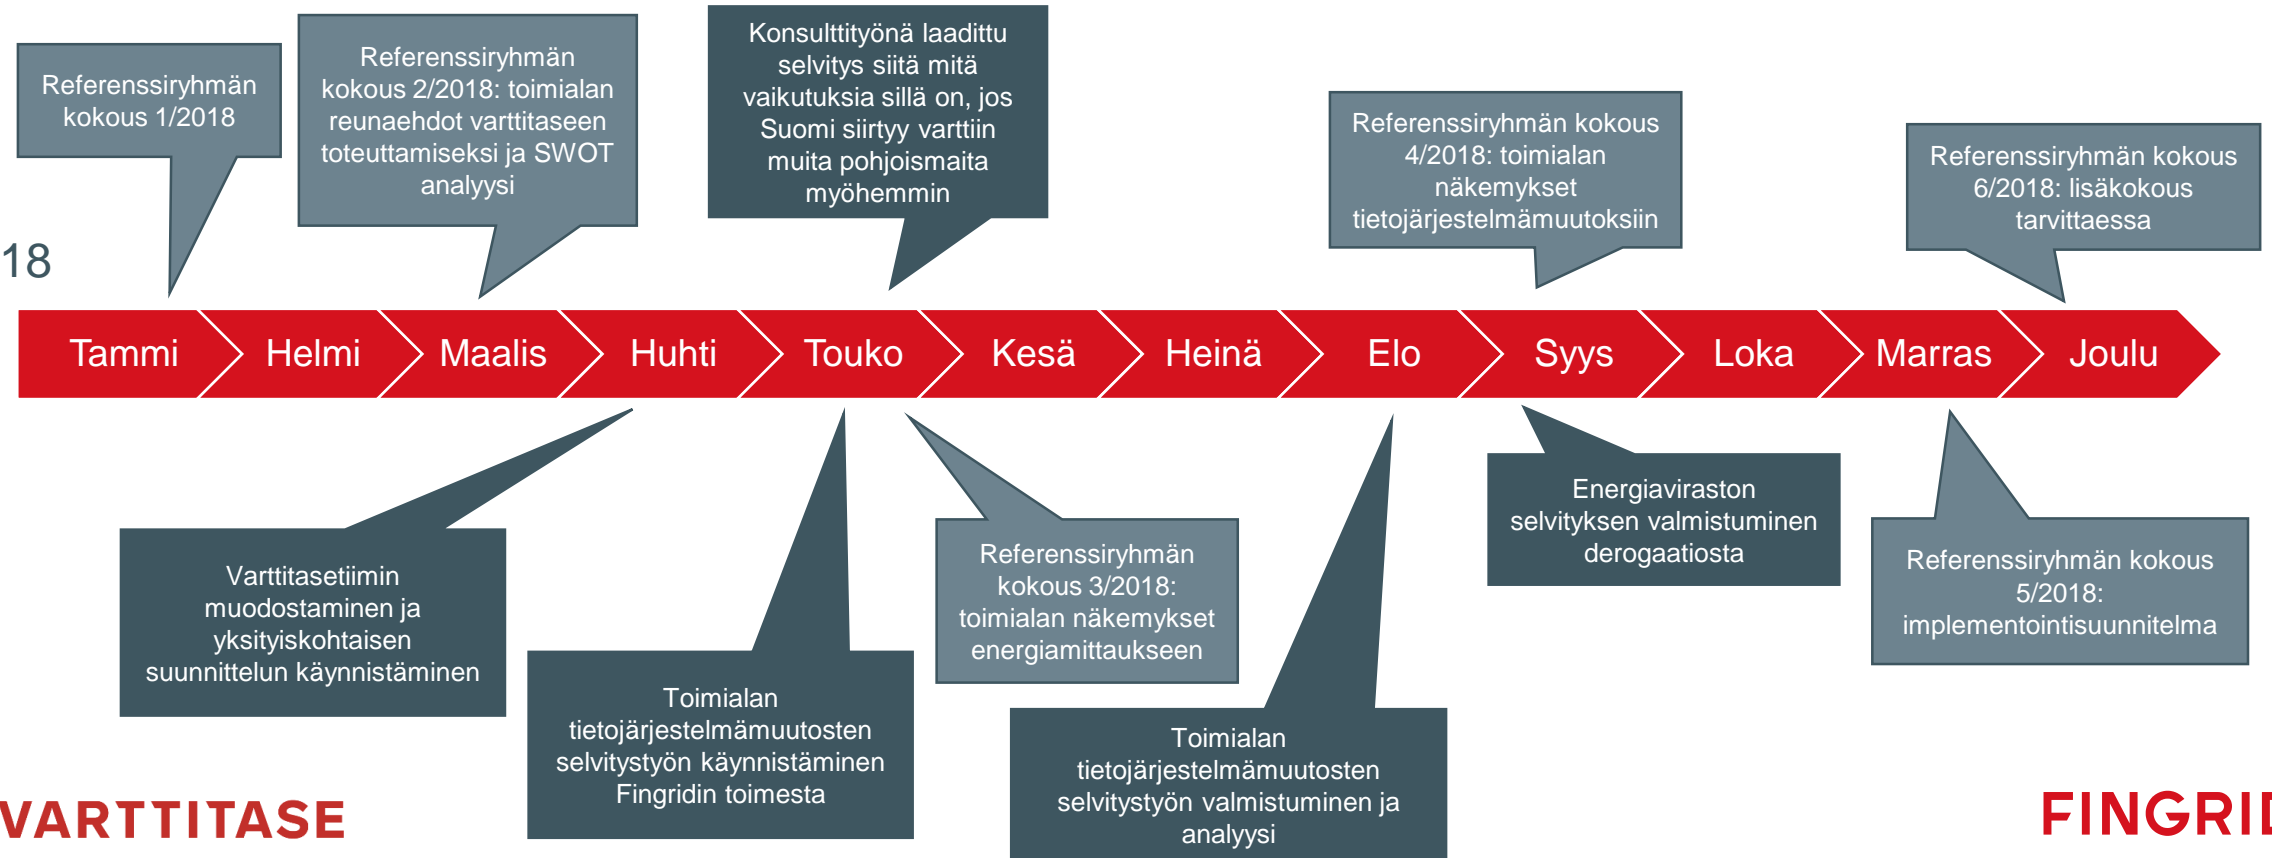 Referenssiryhmän
kokous 1/2018
Referenssiryhmän
kokous 2/2018: toimialan
reunaehdot varttitaseen
toteuttamiseksi ja SWOT
analyysi
Konsulttityönä laadittu
selvitys siitä mitä
vaikutuksia sillä on, jos
Suomi siirtyy varttiin
muita pohjoismaita
myöhemmin
Referenssiryhmän kokous
4/2018: toimialan
näkemykset
tietojärjestelmämuutoksiin
Referenssiryhmän kokous
6/2018: lisäkokous
tarvittaessa
18
Tammi Helmi Maalis Huhti Touko Kesä Heinä Elo Syys Loka Marras Joulu
Varttitasetiimin
muodostaminen ja
yksityiskohtaisen
suunnittelun käynnistäminen
Toimialan
tietojärjestelmämuutosten
selvitystyön käynnistäminen
Fingridin toimesta
Referenssiryhmän
kokous 3/2018:
toimialan näkemykset
energiamittaukseen
Toimialan
tietojärjestelmämuutosten
selvitystyön valmistuminen ja
analyysi
Energiaviraston
selvityksen valmistuminen
derogaatiosta
Referenssiryhmän kokous
5/2018:
implementointisuunnitelma
VARTTITASE
FINGRID